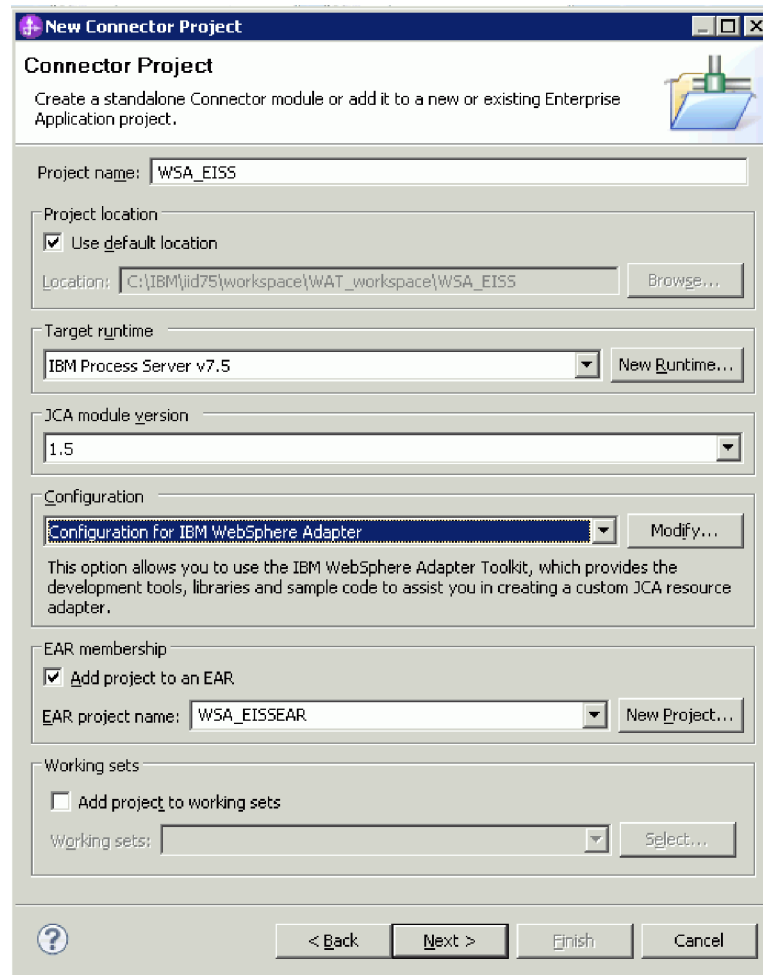 New Connector Project
Connector Project
Create a standalone Connector module or add it to a new or existing Enterprise
Application project.
Project name: WSA_EISS
Project location
Use default location
Location: C:\IBM\iid75\workspace\WAT_workspace\WSA_EISS Browse...
Target runtime
IBM Process Server v7.5 New Runtime...
JCA module version
1.5
Configuration
Configuration for IBM WebSphere Adapter Modify...
This option allows you to use the IBM WebSphere Adapter Toolkit, which provides the
development tools, libraries and sample code to assist you in creating a custom JCA resource
adapter.
EAR membership
Add project to an EAR
EAR project name: WSA_EISSEAR New Project...
Working sets
Add project to working sets
Working sets: Select...
? < Back Next > Finish Cancel